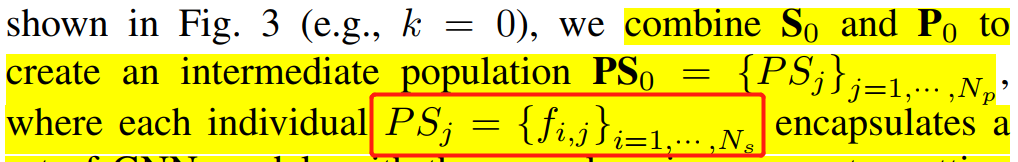 shown in Fig. 3 (e.g., k = 0), we combine S₀ and P₀ to
create an intermediate population PS₀ = {PSⱼ}ⱼ₌₁,⋯,Nₚ,
where each individual PSⱼ = {fᵢ,ⱼ}ᵢ₌₁,⋯,Nₛ encapsulates a